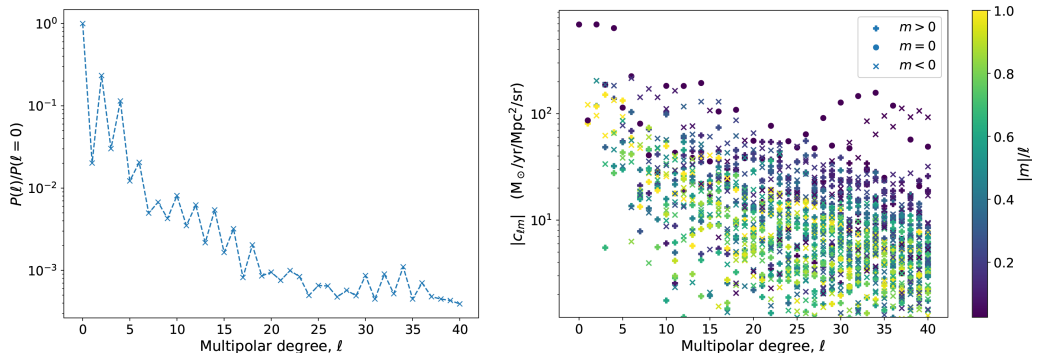 10⁰
10⁻¹
10⁻²
10⁻³
P(ℓ)/P(ℓ = 0)
0 5 10 15 20 25 30 35 40
Multipolar degree, ℓ
10²
10¹
|cℓm| (M⊙/yr/Mpc²/sr)
m > 0
m = 0
m < 0
0 5 10 15 20 25 30 35 40
Multipolar degree, ℓ
1.0
0.8
0.6
0.4
0.2
|m|/ℓ